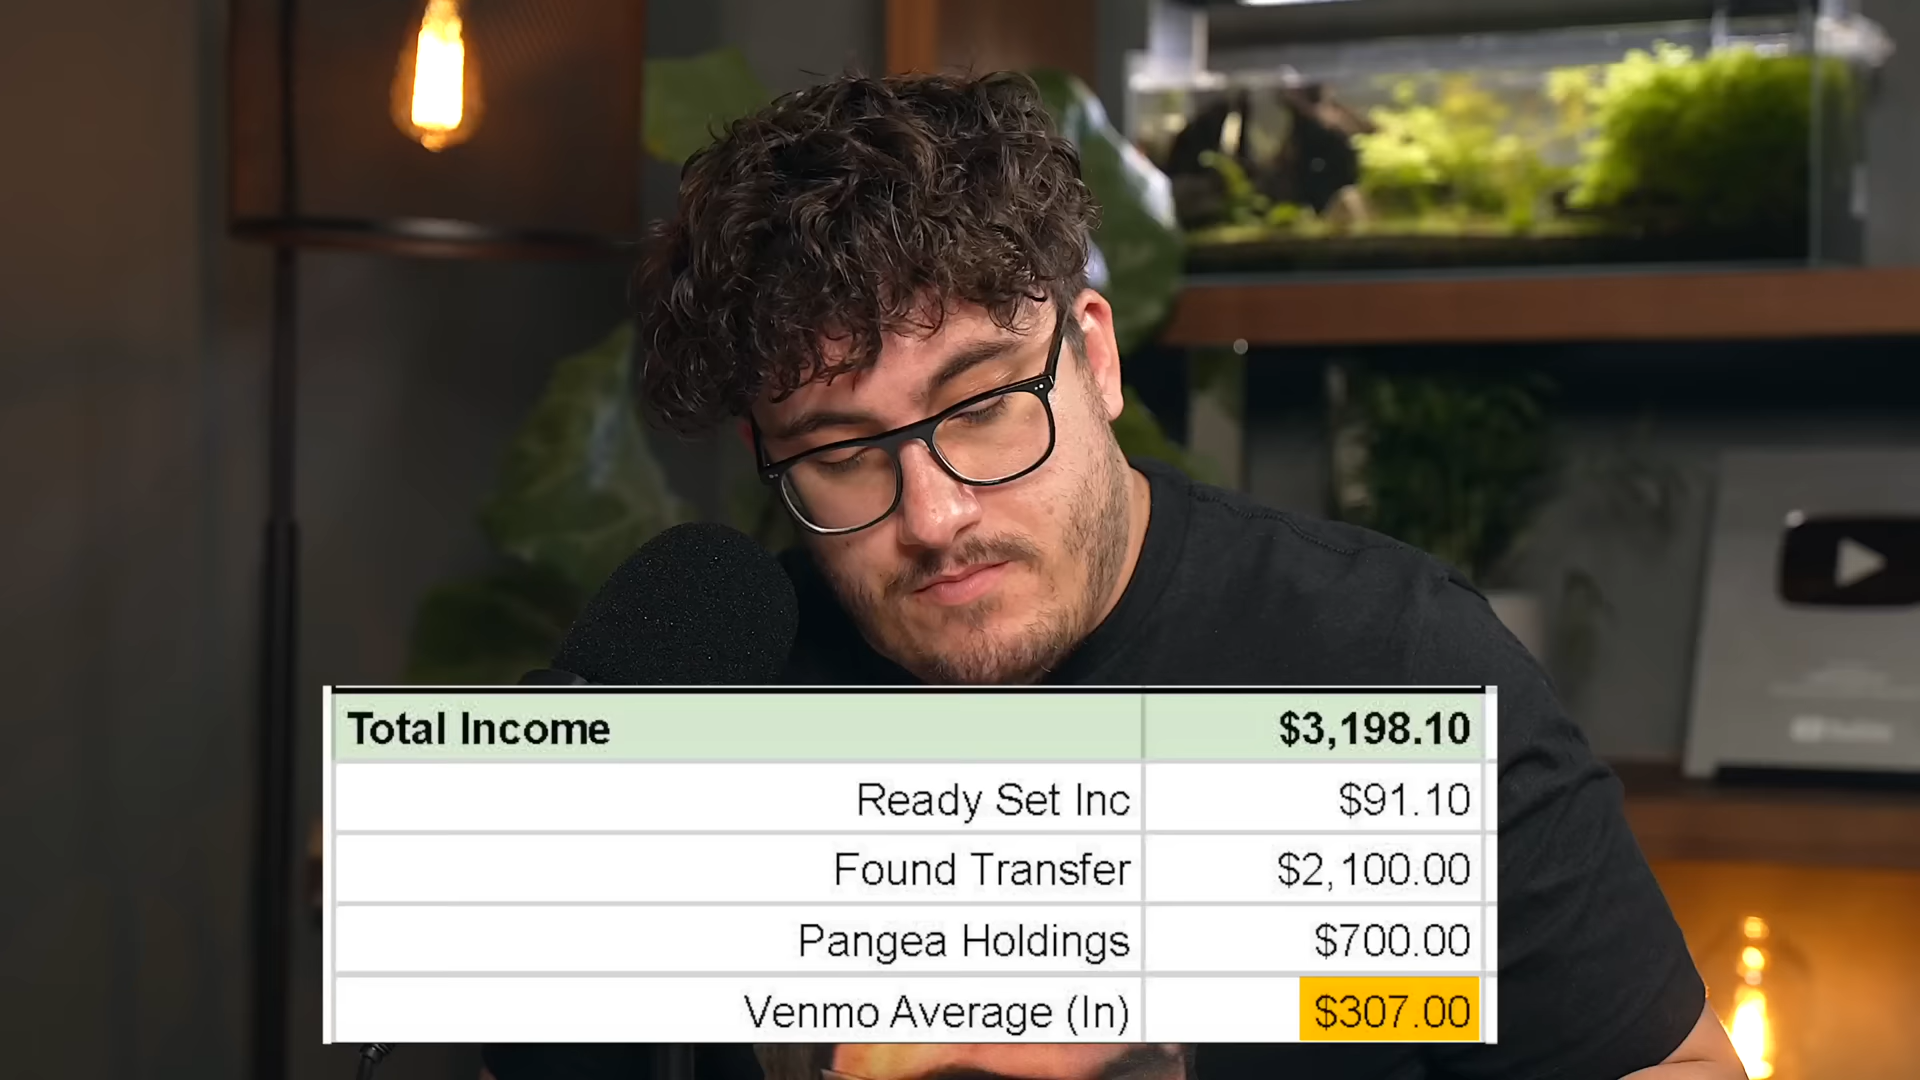 Total Income $3,198.10
Ready Set Inc $91.10
Found Transfer $2,100.00
Pangea Holdings $700.00
Venmo Average (In) $307.00